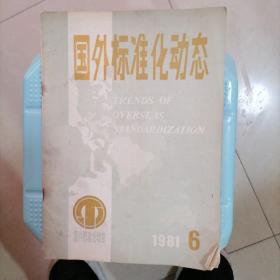 国外标准化动态
TRENDS OF
OVERSEAS
STANDARDIZATION
1981 6